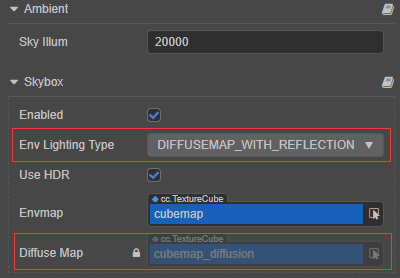 Ambient
Sky Illum 20000
Skybox
Enabled
Env Lighting Type DIFFUSEMAP_WITH_REFLECTION
Use HDR
cc.TextureCube
Envmap cubemap
cc.TextureCube
Diffuse Map cubemap_diffusion